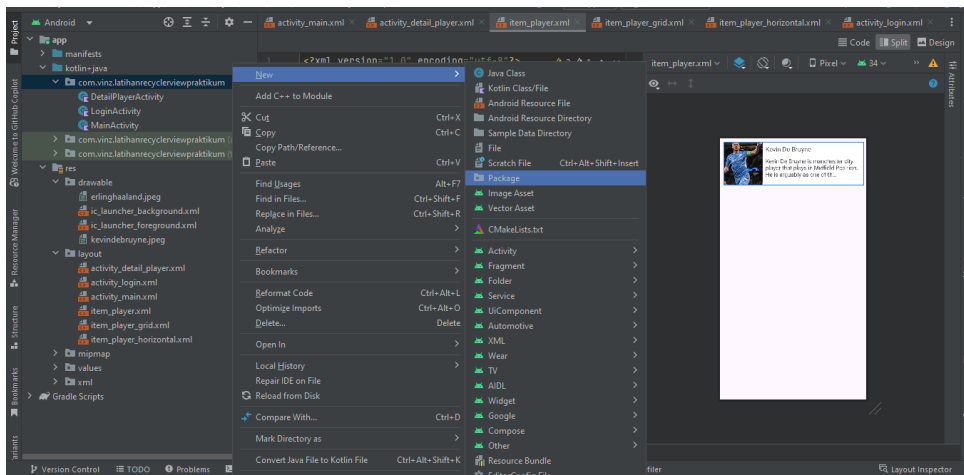 Android
activity_main.xml
activity_detail_player.xml
item_player.xml
item_player_grid.xml
item_player_horizontal.xml
activity_login.xml
Code
Split
Design
Project
Welcome to GitHub Copilot
Resource Manager
Structure
Bookmarks
app
manifests
kotlin+java
com.vinz.latihanrecyclerviewpraktikum
DetailPlayerActivity
LoginActivity
MainActivity
com.vinz.latihanrecyclerviewpraktikum
com.vinz.latihanrecyclerviewpraktikum
res
drawable
erlinghaaland.jpeg
ic_launcher_background.xml
ic_launcher_foreground.xml
kevindebruyne.jpeg
layout
activity_detail_player.xml
activity_login.xml
activity_main.xml
item_player.xml
item_player_grid.xml
item_player_horizontal.xml
mipmap
values
xml
Gradle Scripts
1 <?xml version="1.0" encoding="utf-8"?>
New
Add C++ to Module
Cut Ctrl+X
Copy Ctrl+C
Copy Path/Reference...
Paste Ctrl+V
Find Usages Alt+F7
Find in Files... Ctrl+Shift+F
Replace in Files... Ctrl+Shift+R
Analyze
Refactor
Bookmarks
Reformat Code Ctrl+Alt+L
Optimize Imports Ctrl+Alt+O
Delete... Delete
Open In
Local History
Repair IDE on File
Reload from Disk
Compare With... Ctrl+D
Mark Directory as
Convert Java File to Kotlin File Ctrl+Alt+Shift+K
Java Class
Kotlin Class/File
Android Resource File
Android Resource Directory
Sample Data Directory
File
Scratch File Ctrl+Alt+Shift+Insert
Package
Image Asset
Vector Asset
CMakeLists.txt
Activity
Fragment
Folder
Service
UiComponent
Automotive
XML
Wear
TV
AIDL
Widget
Google
Compose
Other
Resource Bundle
EditorConfig File
item_player.xml
Pixel
34
Attributes
Kevin De Bruyne
Kevin De Bruyne is manchester city
player that plays in Midfield Position.
He is arguably as one of th...
Version Control
TODO
Problems
filer
Layout Inspector